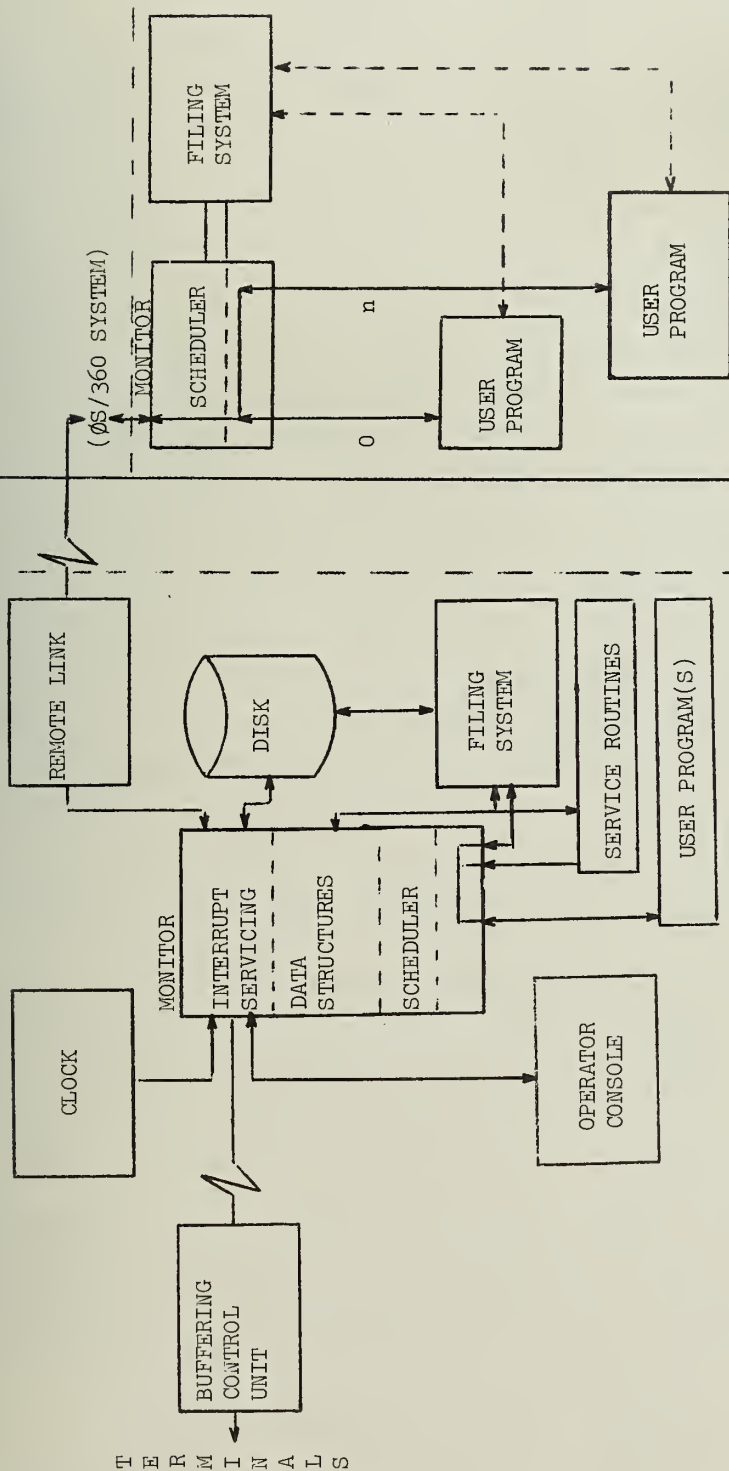 TERMINALS
BUFFERING
CONTROL
UNIT
CLOCK
MONITOR
INTERRUPT
SERVICING
DATA
STRUCTURES
SCHEDULER
OPERATOR
CONSOLE
REMOTE LINK
DISK
FILING
SYSTEM
SERVICE ROUTINES
USER PROGRAM(S)
(ØS/360 SYSTEM)
MONITOR
SCHEDULER
FILING
SYSTEM
0
n
USER
PROGRAM
USER
PROGRAM